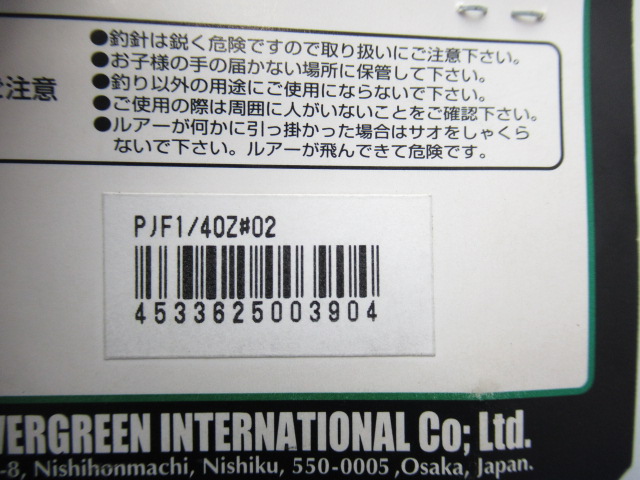 ●釣針は鋭く危険ですので取り扱いにご注意下さい。
●お子様の手の届かない場所に保管して下さい。
注意
●釣り以外の用途にご使用にならないで下さい。
●ご使用の際は周囲に人がいないことをご確認下さい。
●ルアーが何かに引っ掛かった場合はサオをしゃくら
ないで下さい。ルアーが飛んできて危険です。
PJF1/4OZ#02
4533625003904
VERGREEN INTERNATIONAL Co; Ltd.
-8, Nishihonmachi, Nishiku, 550-0005 ,Osaka, Japan.